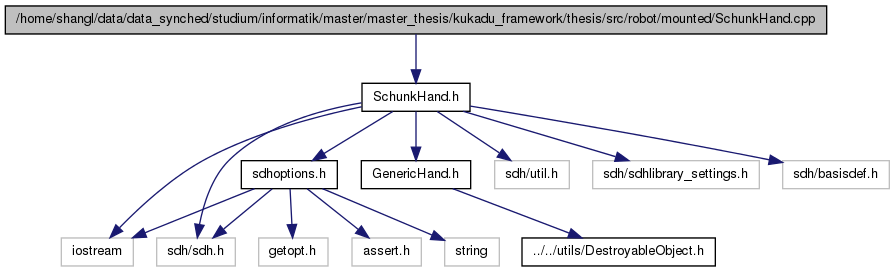 /home/shangl/data/data_synched/studium/informatik/master/master_thesis/kukadu_framework/thesis/src/robot/mounted/SchunkHand.cpp
SchunkHand.h
sdhoptions.h
GenericHand.h
sdh/util.h
sdh/sdhlibrary_settings.h
sdh/basisdef.h
iostream
sdh/sdh.h
getopt.h
assert.h
string
../../utils/DestroyableObject.h